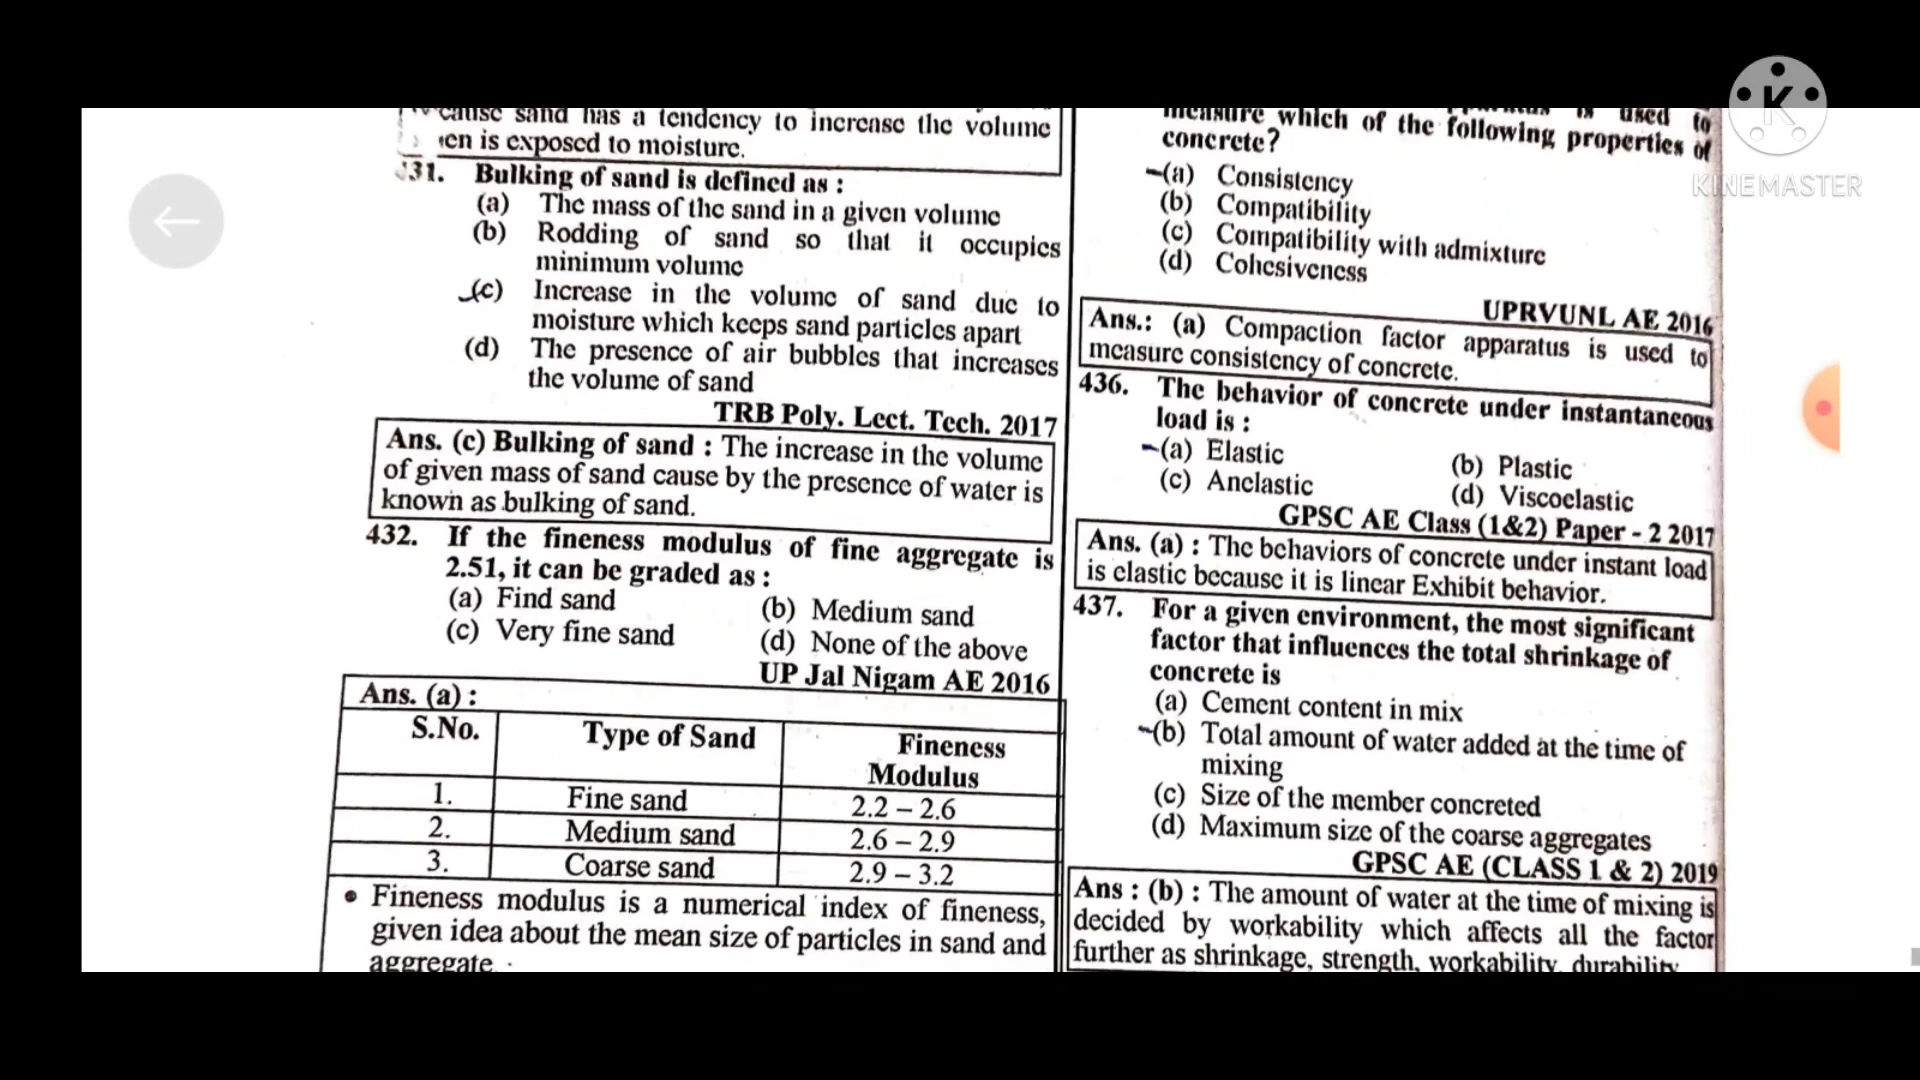 cause sand has a tendency to increase the volume
en is exposed to moisture.
31. Bulking of sand is defined as :
(a) The mass of the sand in a given volume
(b) Rodding of sand so that it occupies
minimum volume
(c) Increase in the volume of sand due to
moisture which keeps sand particles apart
(d) The presence of air bubbles that increases
the volume of sand
TRB Poly. Lect. Tech. 2017
Ans. (c) Bulking of sand : The increase in the volume
of given mass of sand cause by the presence of water is
known as bulking of sand.
432. If the fineness modulus of fine aggregate is
2.51, it can be graded as :
(a) Find sand (b) Medium sand
(c) Very fine sand (d) None of the above
UP Jal Nigam AE 2016
Ans. (a) :
S.No. Type of Sand Fineness
Modulus
1. Fine sand 2.2 – 2.6
2. Medium sand 2.6 – 2.9
3. Coarse sand 2.9 – 3.2
• Fineness modulus is a numerical index of fineness,
given idea about the mean size of particles in sand and
aggregate.
is used to
measure which of the following properties of
concrete?
(a) Consistency
(b) Compatibility
(c) Compatibility with admixture
(d) Cohesiveness
UPRVUNL AE 2016
Ans.: (a) Compaction factor apparatus is used to
measure consistency of concrete.
436. The behavior of concrete under instantaneous
load is :
(a) Elastic (b) Plastic
(c) Anelastic (d) Viscoelastic
GPSC AE Class (1&2) Paper - 2 2017
Ans. (a) : The behaviors of concrete under instant load
is elastic because it is linear Exhibit behavior.
437. For a given environment, the most significant
factor that influences the total shrinkage of
concrete is
(a) Cement content in mix
(b) Total amount of water added at the time of
mixing
(c) Size of the member concreted
(d) Maximum size of the coarse aggregates
GPSC AE (CLASS 1 & 2) 2019
Ans : (b) : The amount of water at the time of mixing is
decided by workability which affects all the factor
further as shrinkage, strength, workability, durability
K
KINEMASTER